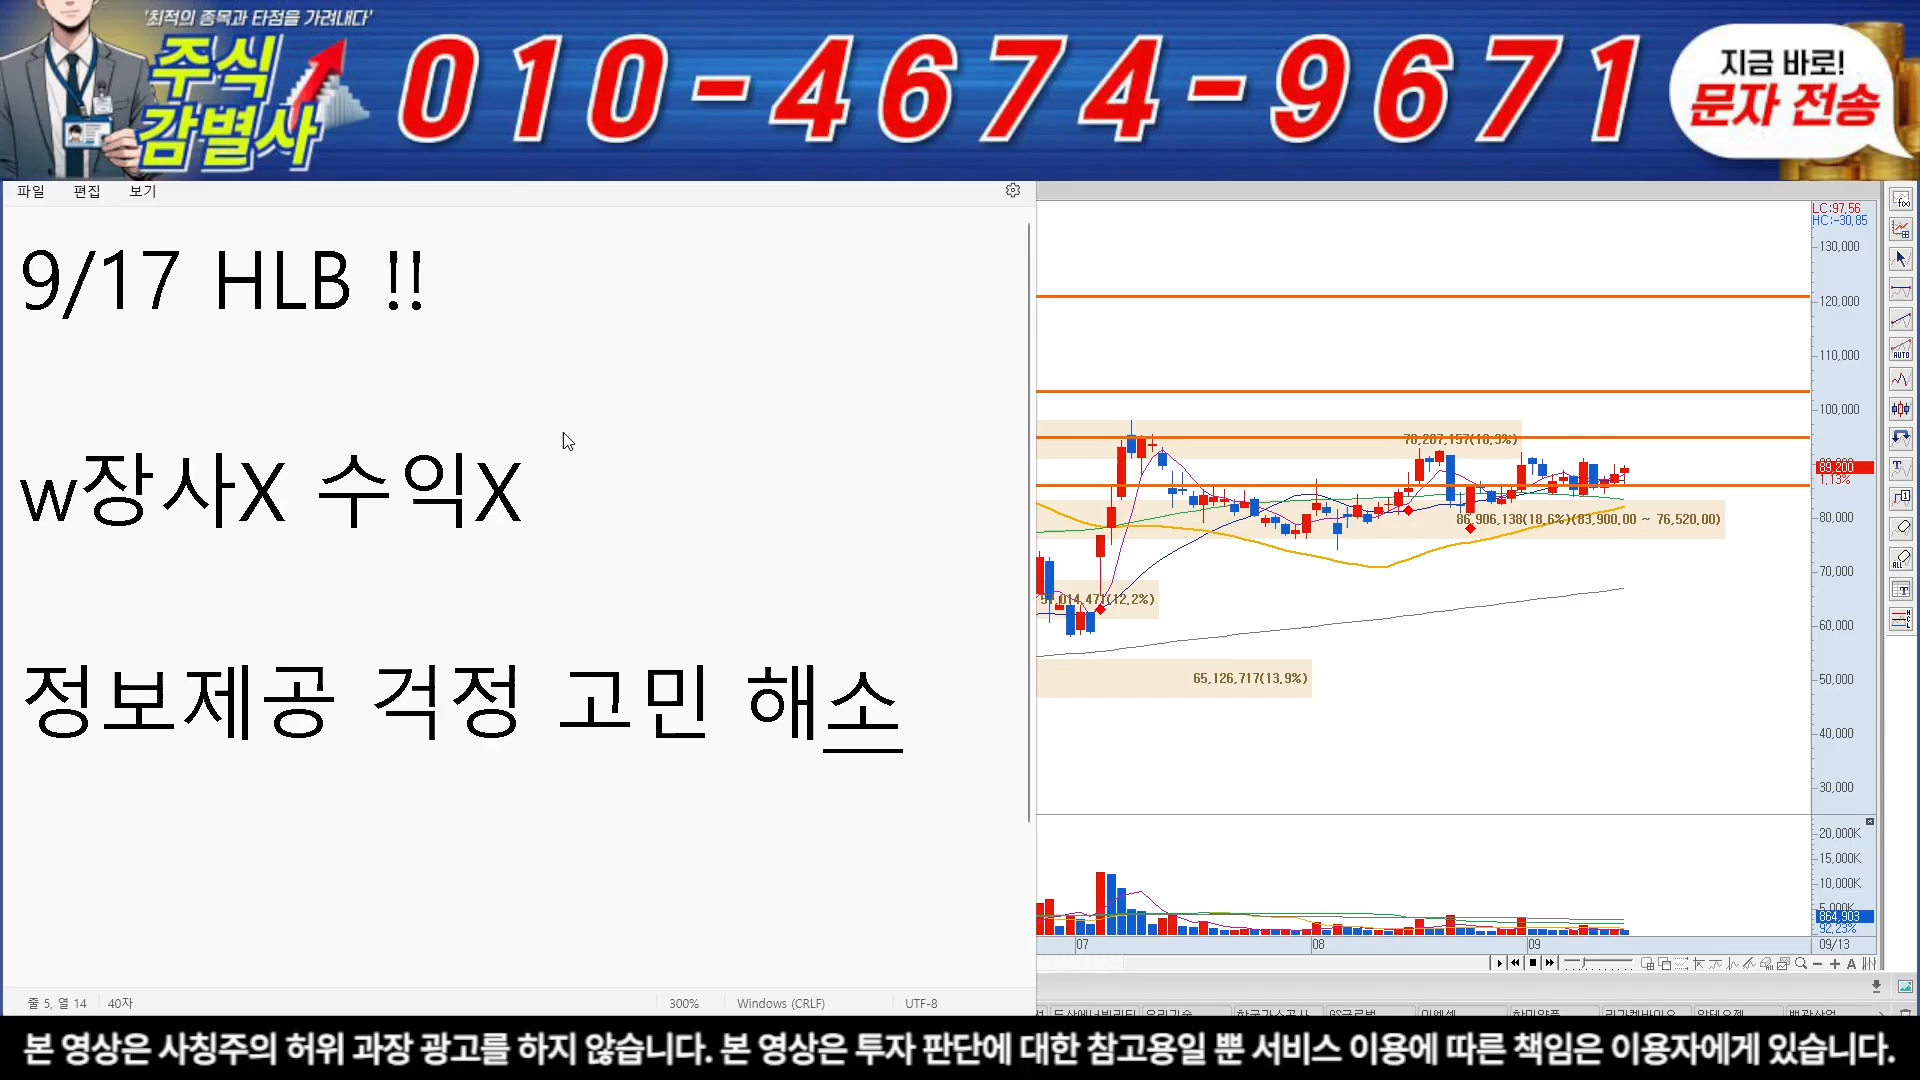 '최적의 종목과 타점을 가려내다'
주식
감별사
010-4674-9671
지금 바로!
문자 전송
파일 편집 보기
9/17 HLB !!
w장사X 수익X
정보제공 걱정 고민 해소
줄 5, 열 14 40자 300% Windows (CRLF) UTF-8
LC:97,56
HC:-30,85
130,000
120,000
110,000
100,000
89,200
1,13%
80,000
70,000
60,000
50,000
40,000
30,000
86,906,138(18,6%)(83,900,00 ~ 76,520,00)
65,126,717(13,9%)
20,000K
15,000K
10,000K
5,000K
864,903
92,23%
07 08 09 09/13
본 영상은 사칭주의 허위 과장 광고를 하지 않습니다. 본 영상은 투자 판단에 대한 참고용일 뿐 서비스 이용에 따른 책임은 이용자에게 있습니다.